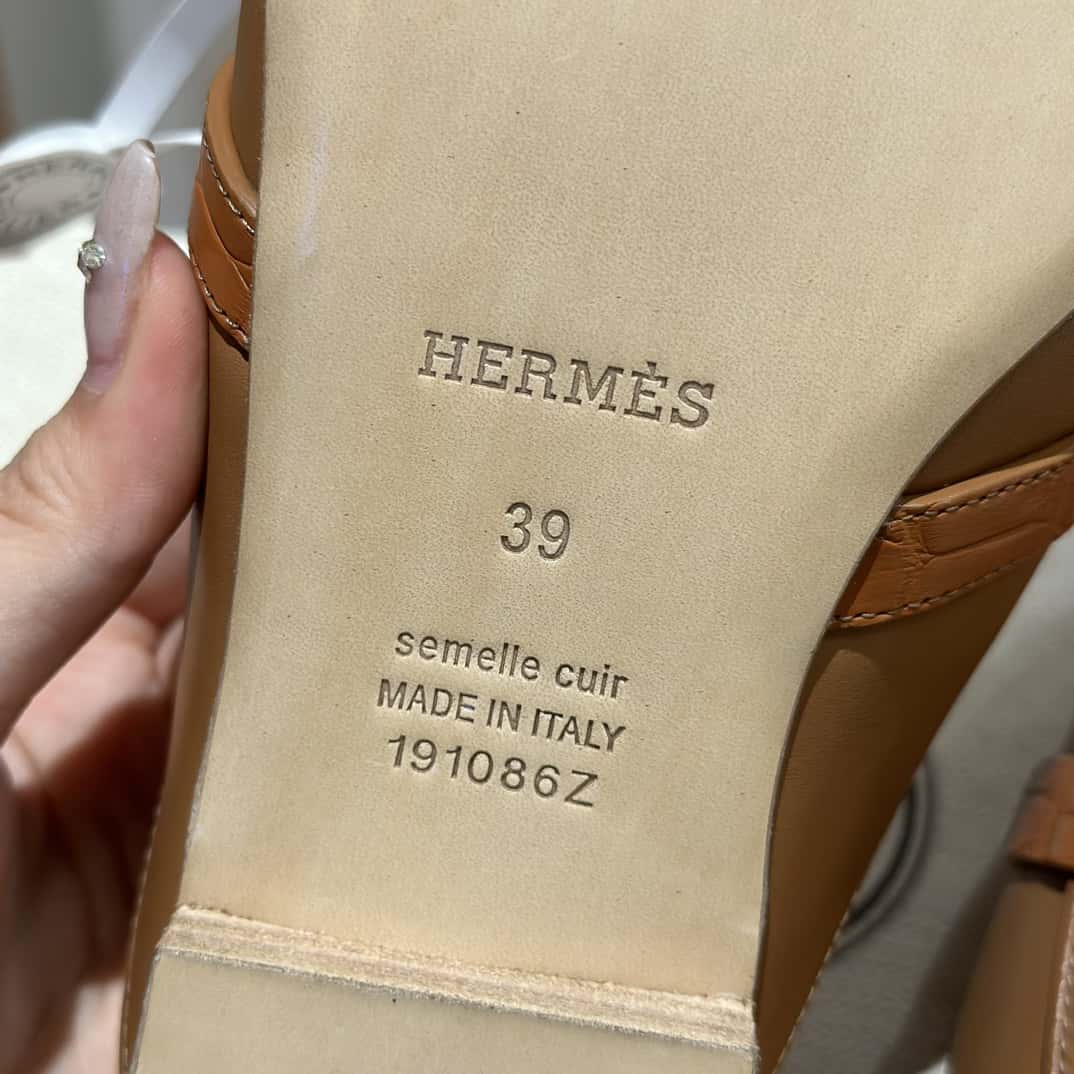 HERMÈS
39
semelle cuir
MADE IN ITALY
191086Z